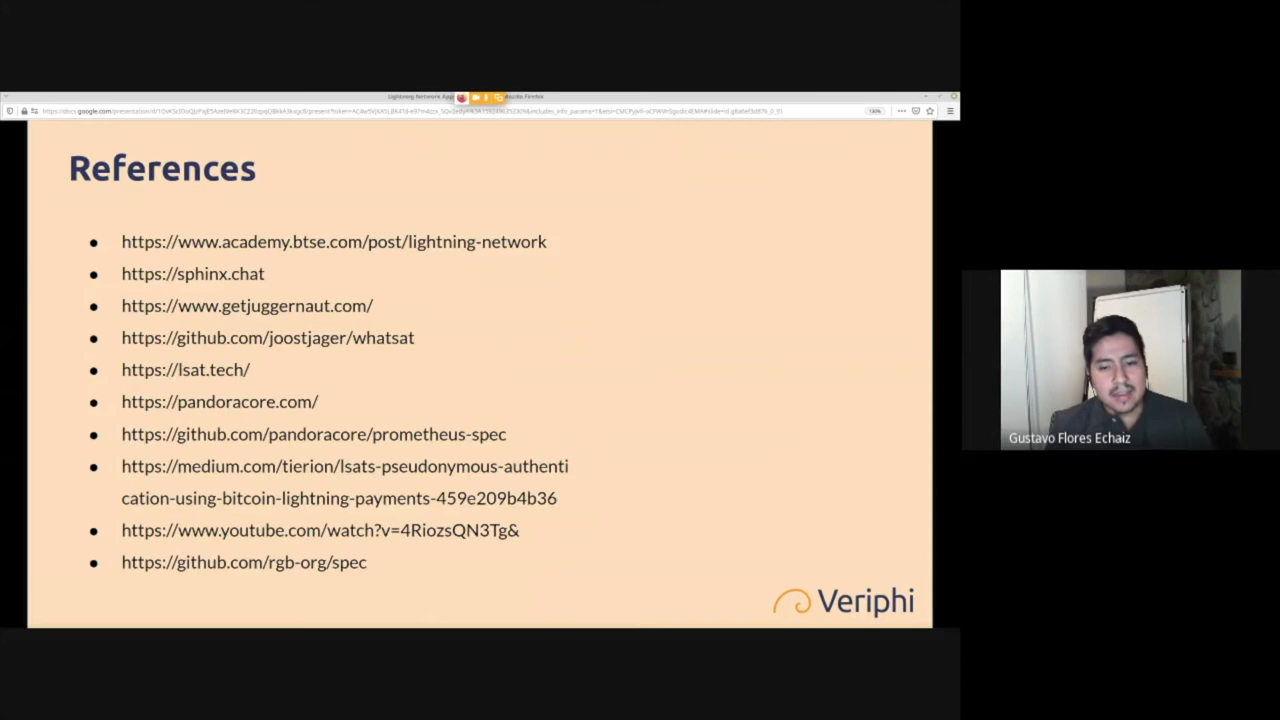 Lightning Network App
References
● https://www.academy.btse.com/post/lightning-network
● https://sphinx.chat
● https://www.getjuggernaut.com/
● https://github.com/joostjager/whatsat
● https://lsat.tech/
● https://pandoracore.com/
● https://github.com/pandoracore/prometheus-spec
● https://medium.com/tierion/lsats-pseudonymous-authenti
cation-using-bitcoin-lightning-payments-459e209b4b36
● https://www.youtube.com/watch?v=4RiozsQN3Tg&
● https://github.com/rgb-org/spec
Veriphi
Gustavo Flores Echaiz